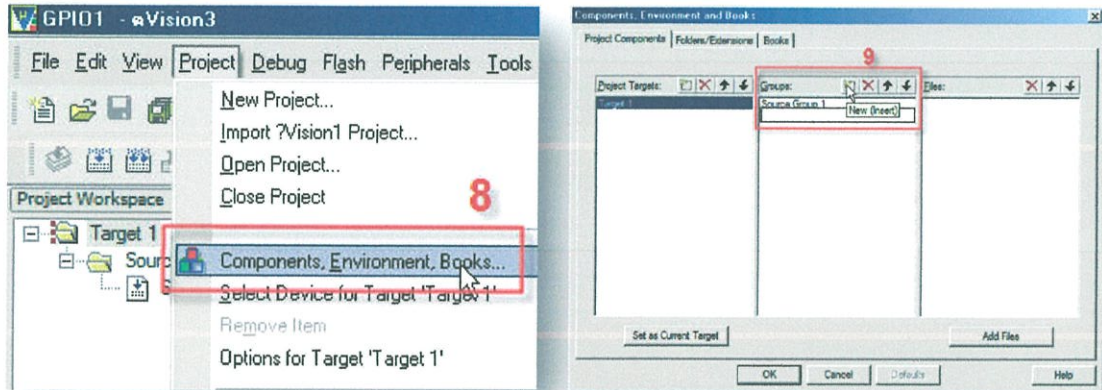 GPIO1 - µVision3
File Edit View Project Debug Flash Peripherals Tools
New Project...
Import ?Vision1 Project...
Open Project...
Close Project
8
Project Workspace
Target 1
Sourc
Components, Environment, Books...
Select Device for Target 'Target 1'
Remove Item
Options for Target 'Target 1'
Components, Environment and Books
Project Components Folders/Extensions Books
9
Project Targets: Groups: Files:
Target 1 Source Group 1
New (Insert)
Set as Current Target Add Files
OK Cancel Defaults Help